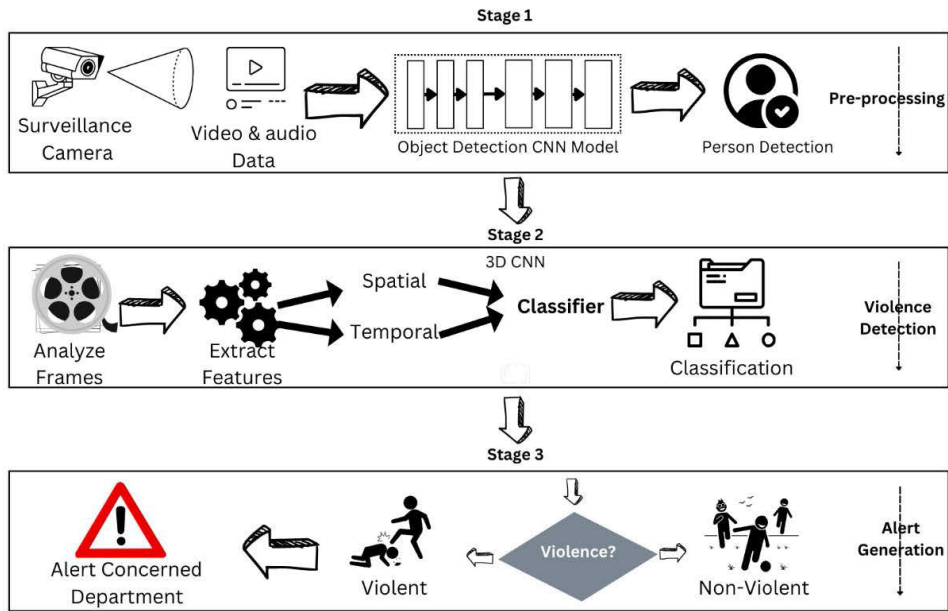 Stage 1
Surveillance
Camera
Video & audio
Data
Object Detection CNN Model
Person Detection
Pre-processing
Stage 2
Analyze
Frames
Extract
Features
Spatial
Temporal
3D CNN
Classifier
Classification
Violence
Detection
Stage 3
Alert Concerned
Department
Violent
Violence?
Non-Violent
Alert
Generation